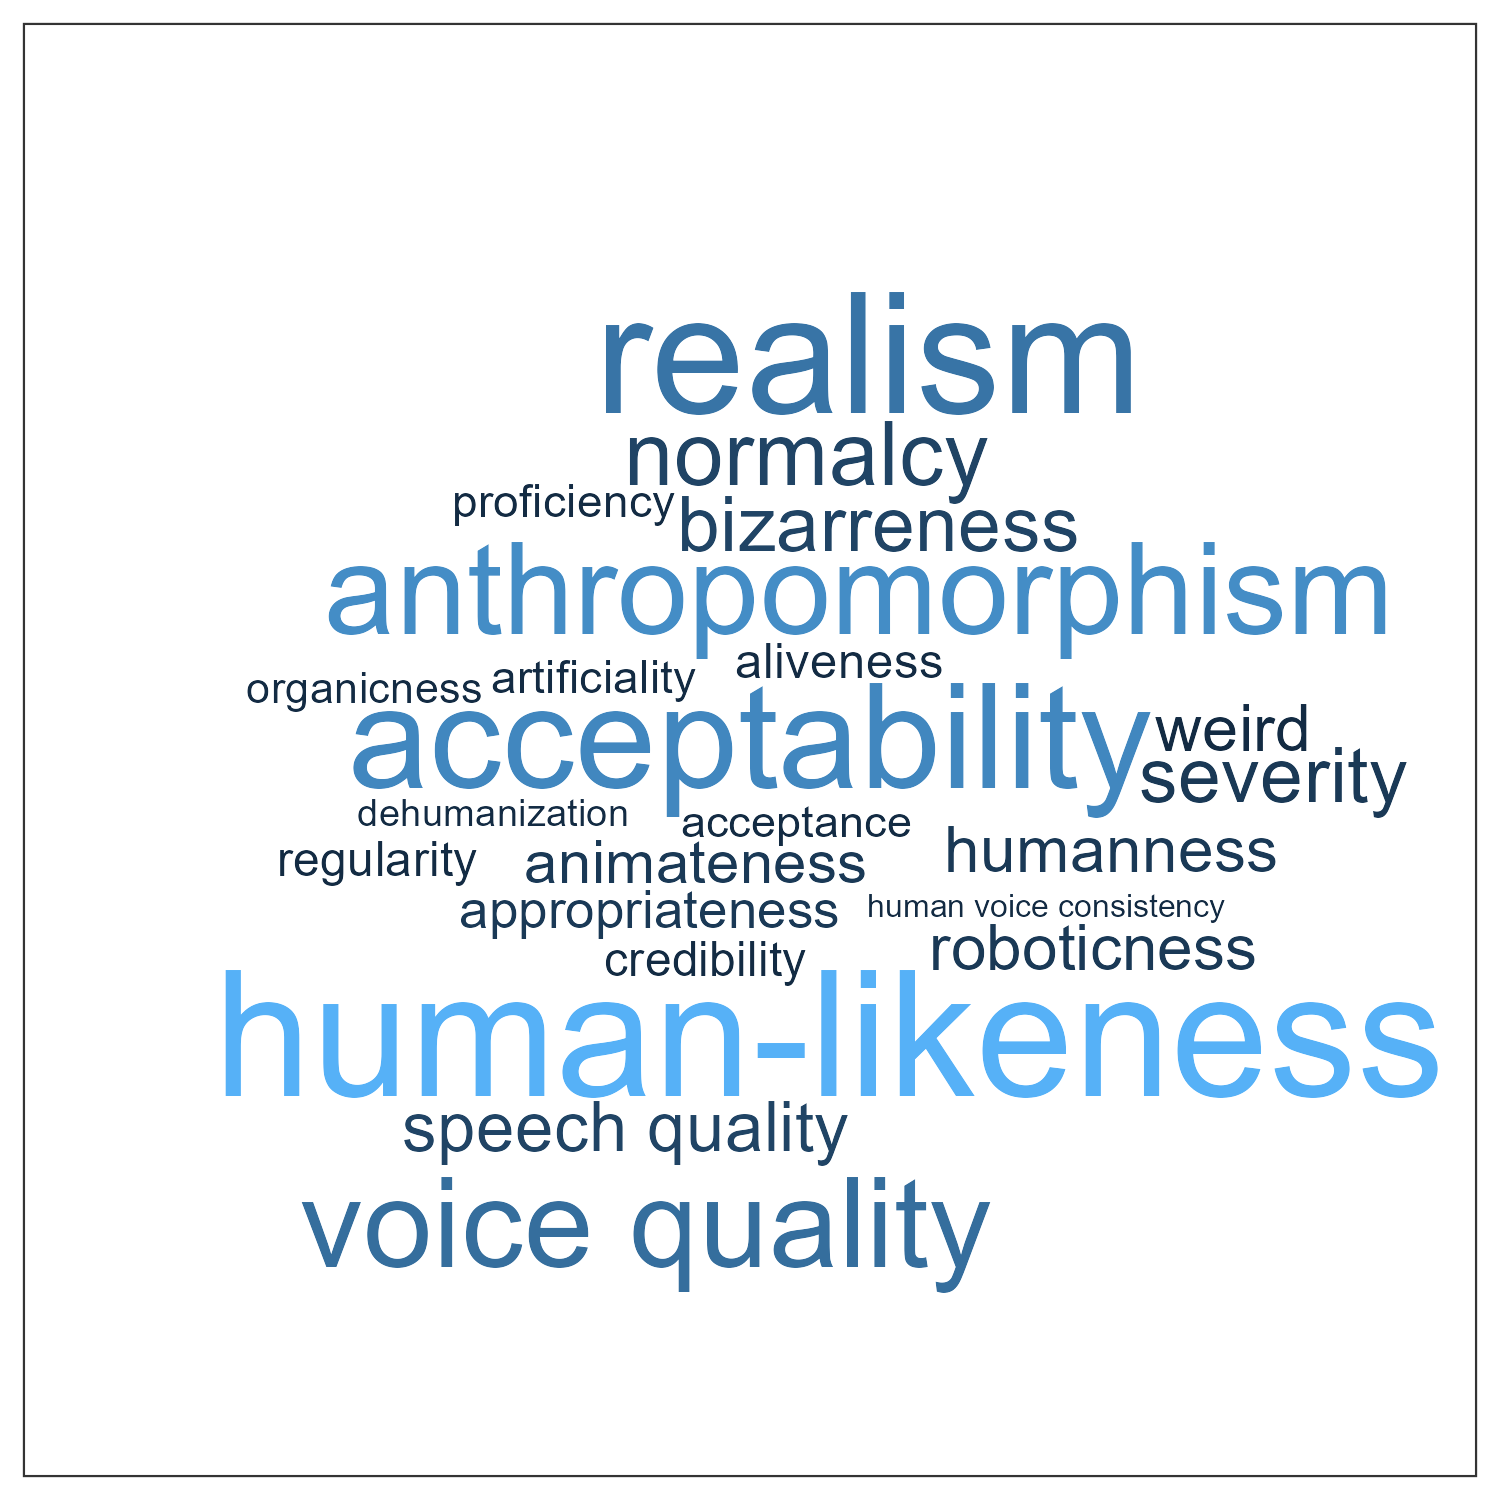 realism
normalcy
proficiency
bizarreness
anthropomorphism
aliveness
organicness artificiality
acceptability
weird
severity
dehumanization
acceptance
humanness
regularity
animateness
appropriateness
human voice consistency
roboticness
credibility
human-likeness
speech quality
voice quality